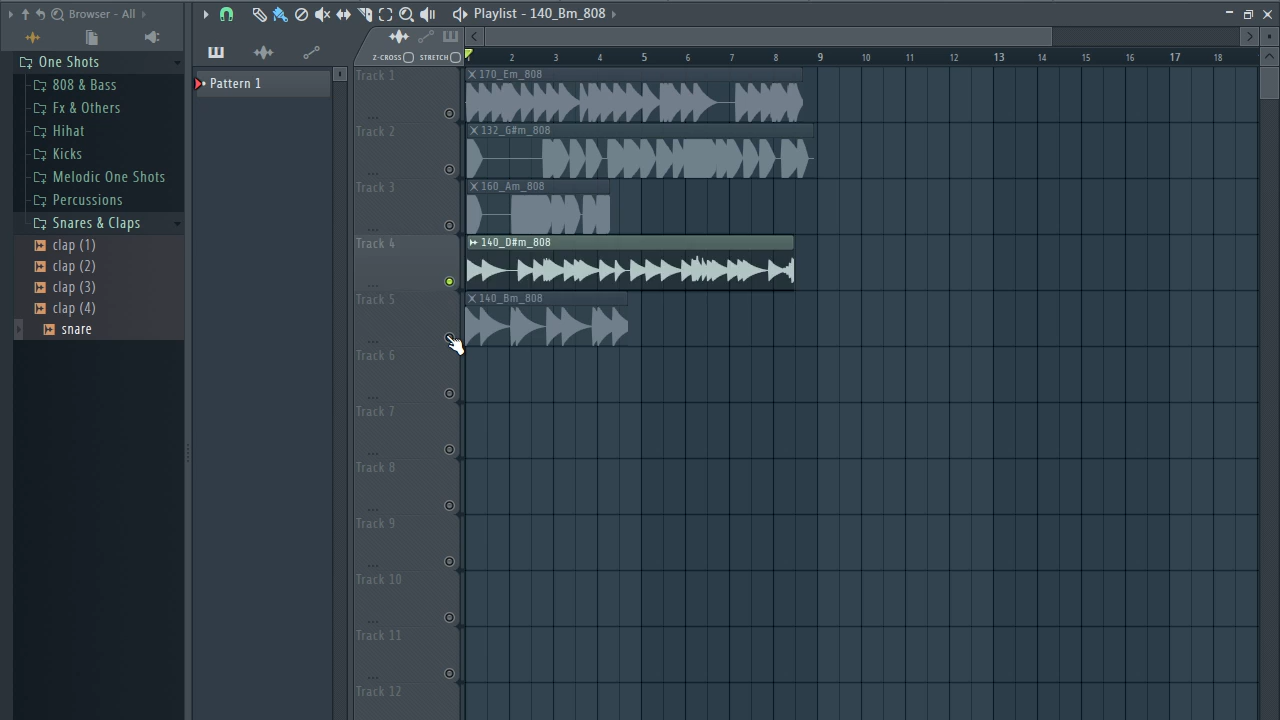 Browser - All
Playlist - 140_Bm_808
Z-CROSS
STRETCH
2 3 4 5 6 7 8 9 10 11 12 13 14 15 16 17 18
One Shots
808 & Bass
Fx & Others
Hihat
Kicks
Melodic One Shots
Percussions
Snares & Claps
clap (1)
clap (2)
clap (3)
clap (4)
snare
Pattern 1
Track 1
170_Em_808
Track 2
132_G#m_808
Track 3
160_Am_808
Track 4
140_D#m_808
Track 5
140_Bm_808
Track 6
Track 7
Track 8
Track 9
Track 10
Track 11
Track 12